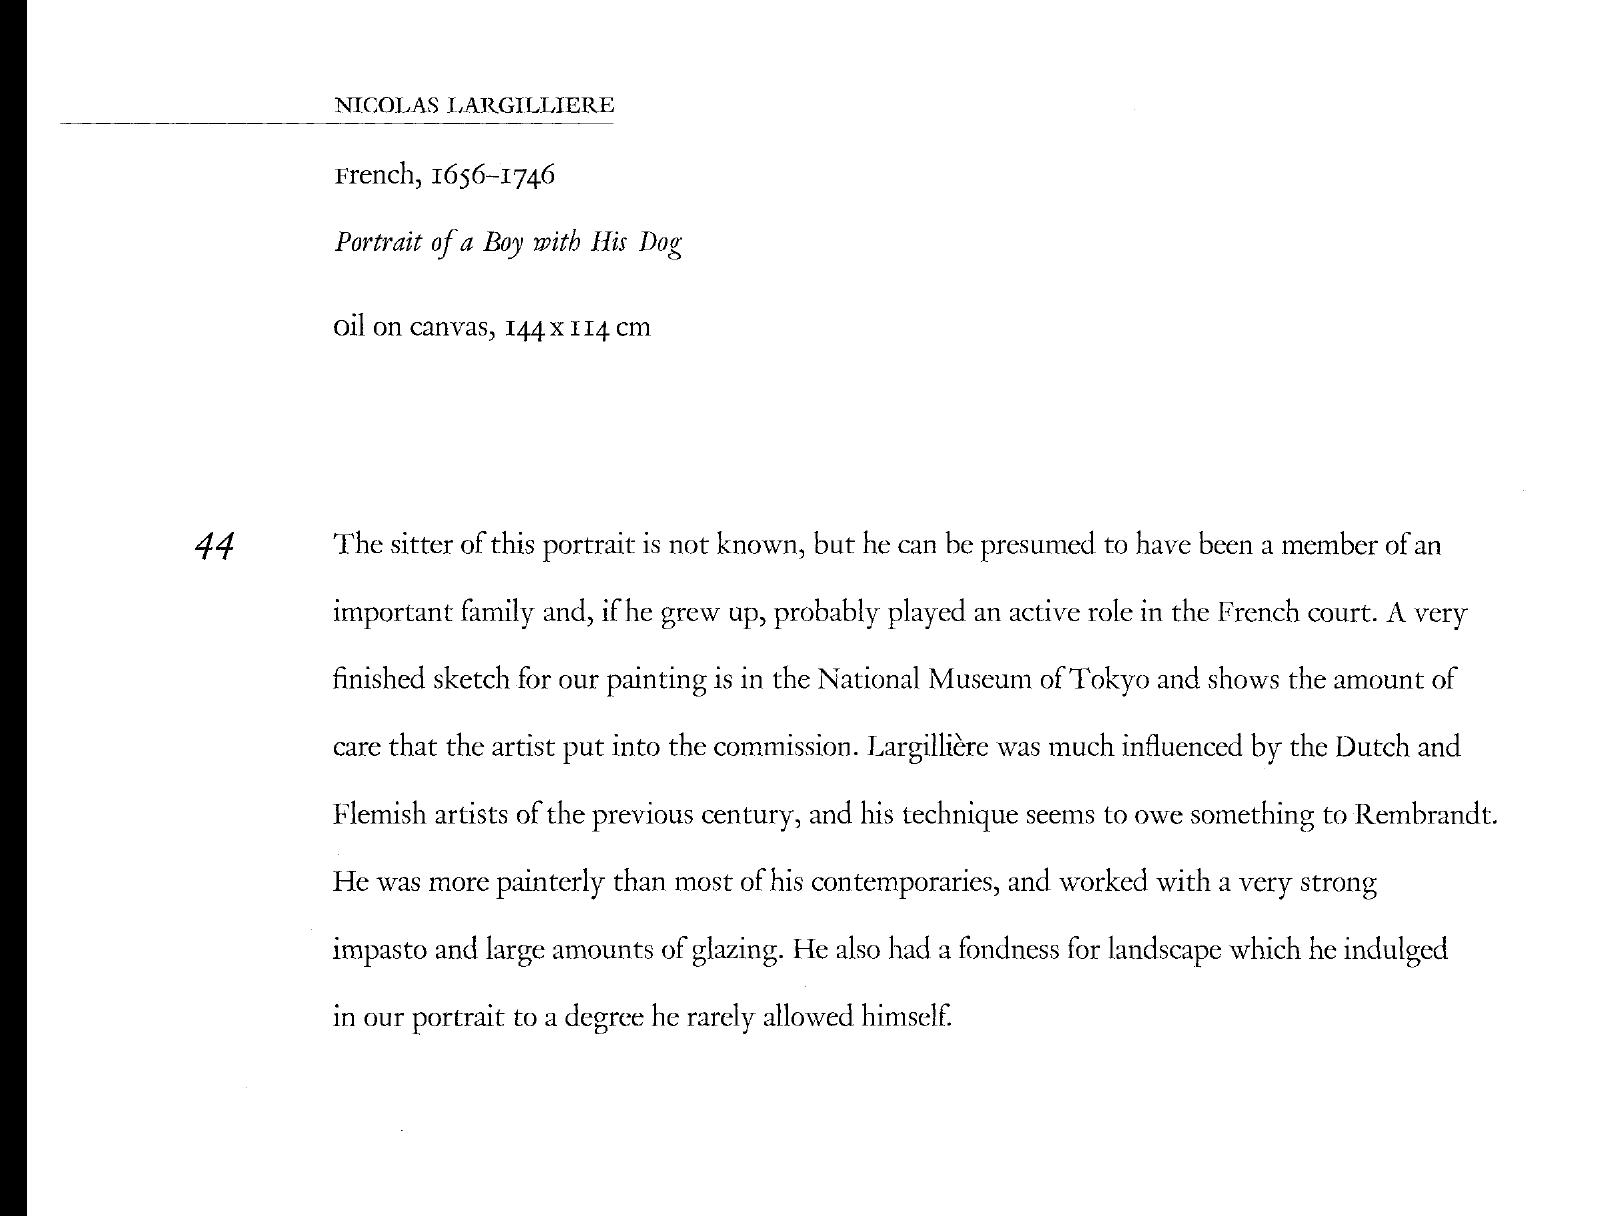 NICOLAS LARGILLIERE
French, 1656–1746
Portrait of a Boy with His Dog
oil on canvas, 144 x 114 cm
44 The sitter of this portrait is not known, but he can be presumed to have been a member of an
important family and, if he grew up, probably played an active role in the French court. A very
finished sketch for our painting is in the National Museum of Tokyo and shows the amount of
care that the artist put into the commission. Largillière was much influenced by the Dutch and
Flemish artists of the previous century, and his technique seems to owe something to Rembrandt.
He was more painterly than most of his contemporaries, and worked with a very strong
impasto and large amounts of glazing. He also had a fondness for landscape which he indulged
in our portrait to a degree he rarely allowed himself.